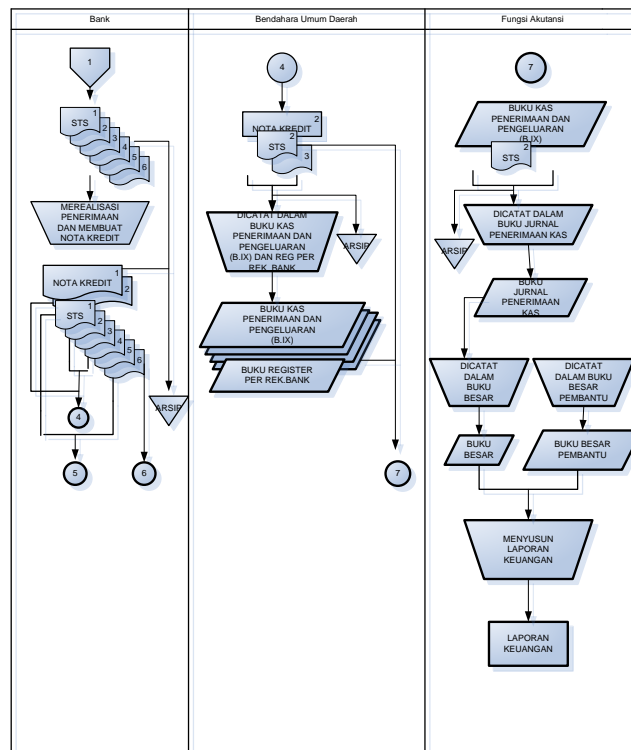 Bank
Bendahara Umum Daerah
Fungsi Akutansi
1
STS
1
2
3
4
5
6
MEREALISASI
PENERIMAAN
DAN MEMBUAT
NOTA KREDIT
NOTA KREDIT
1
2
STS
1
2
3
4
5
6
4
ARSIP
5
6
4
NOTA KREDIT
2
STS
2
3
DICATAT DALAM
BUKU KAS
PENERIMAAN DAN
PENGELUARAN
(B.IX) DAN REG PER
REK. BANK
ARSIP
BUKU KAS
PENERIMAAN DAN
PENGELUARAN
(B.IX)
BUKU REGISTER
PER REK.BANK
7
7
BUKU KAS
PENERIMAAN DAN
PENGELUARAN
(B.IX)
STS
2
ARSIP
DICATAT DALAM
BUKU JURNAL
PENERIMAAN KAS
BUKU
JURNAL
PENERIMAAN
KAS
DICATAT
DALAM
BUKU
BESAR
DICATAT
DALAM BUKU
BESAR
PEMBANTU
BUKU
BESAR
BUKU BESAR
PEMBANTU
MENYUSUN
LAPORAN
KEUANGAN
LAPORAN
KEUANGAN